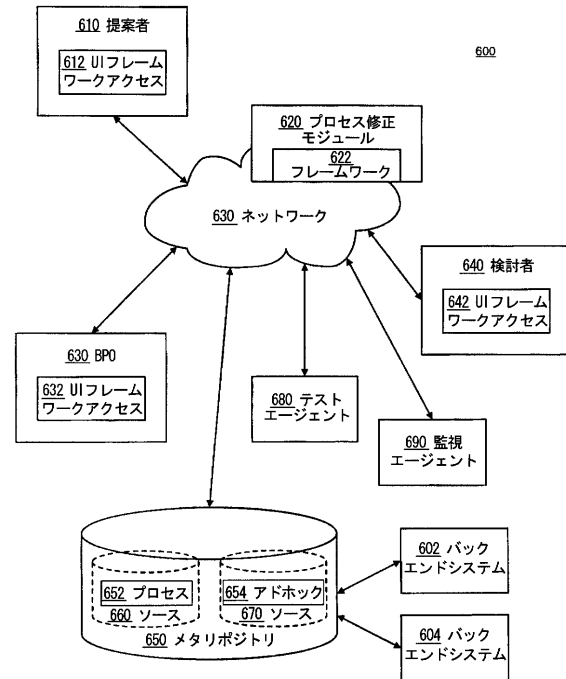 610 提案者
612 UIフレーム
ワークアクセス
600
620 プロセス修正
モジュール
622
フレームワーク
630 ネットワーク
640 検討者
642 UIフレーム
ワークアクセス
630 BPO
632 UIフレーム
ワークアクセス
680 テスト
エージェント
690 監視
エージェント
652 プロセス
660 ソース
654 アドホック
670 ソース
650 メタリポジトリ
602 バック
エンドシステム
604 バック
エンドシステム